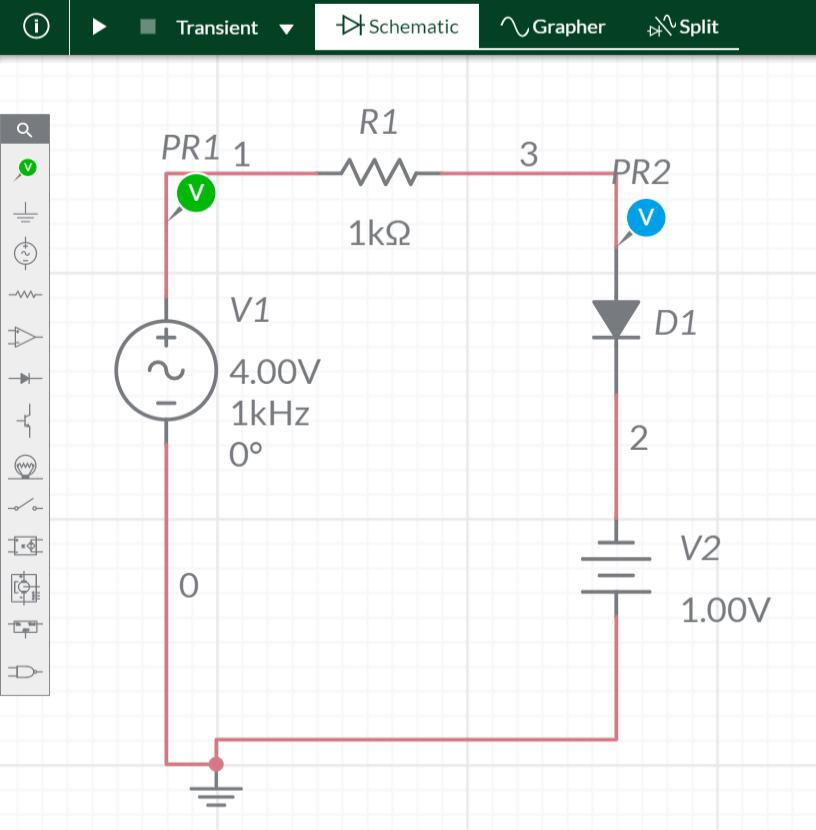 Transient
Schematic
Grapher
Split
R1
PR1 1
3
PR2
V
V
V
1kΩ
V1
4.00V
1kHz
0°
D1
2
V2
1.00V
0